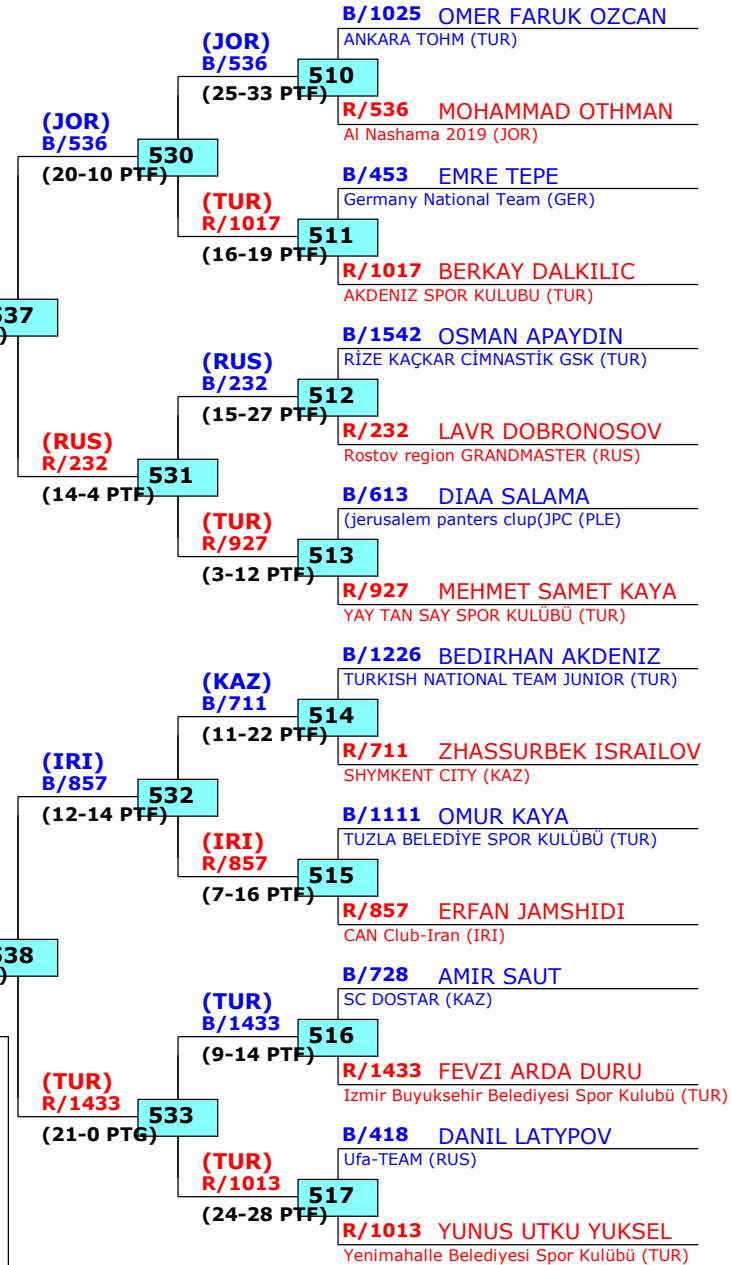 B/1025 OMER FARUK OZCAN
ANKARA TOHM (TUR)
(JOR)
B/536
510
(25-33 PTF)
R/536 MOHAMMAD OTHMAN
Al Nashama 2019 (JOR)
(JOR)
B/536
530
(20-10 PTF)
B/453 EMRE TEPE
Germany National Team (GER)
(TUR)
R/1017
511
(16-19 PTF)
R/1017 BERKAY DALKILIC
AKDENIZ SPOR KULUBU (TUR)
537
)
B/1542 OSMAN APAYDIN
RİZE KAÇKAR CİMNASTİK GSK (TUR)
(RUS)
B/232
512
(15-27 PTF)
R/232 LAVR DOBRONOSOV
Rostov region GRANDMASTER (RUS)
(RUS)
R/232
531
(14-4 PTF)
B/613 DIAA SALAMA
(jerusalem panters clup(JPC (PLE)
(TUR)
R/927
513
(3-12 PTF)
R/927 MEHMET SAMET KAYA
YAY TAN SAY SPOR KULÜBÜ (TUR)
B/1226 BEDIRHAN AKDENIZ
TURKISH NATIONAL TEAM JUNIOR (TUR)
(KAZ)
B/711
514
(11-22 PTF)
R/711 ZHASSURBEK ISRAILOV
SHYMKENT CITY (KAZ)
(IRI)
B/857
532
(12-14 PTF)
B/1111 OMUR KAYA
TUZLA BELEDİYE SPOR KULÜBÜ (TUR)
(IRI)
R/857
515
(7-16 PTF)
R/857 ERFAN JAMSHIDI
CAN Club-Iran (IRI)
538
)
B/728 AMIR SAUT
SC DOSTAR (KAZ)
(TUR)
B/1433
516
(9-14 PTF)
R/1433 FEVZI ARDA DURU
Izmir Buyuksehir Belediyesi Spor Kulubü (TUR)
(TUR)
R/1433
533
(21-0 PTG)
B/418 DANIL LATYPOV
Ufa-TEAM (RUS)
(TUR)
R/1013
517
(24-28 PTF)
R/1013 YUNUS UTKU YUKSEL
Yenimahalle Belediyesi Spor Kulübü (TUR)